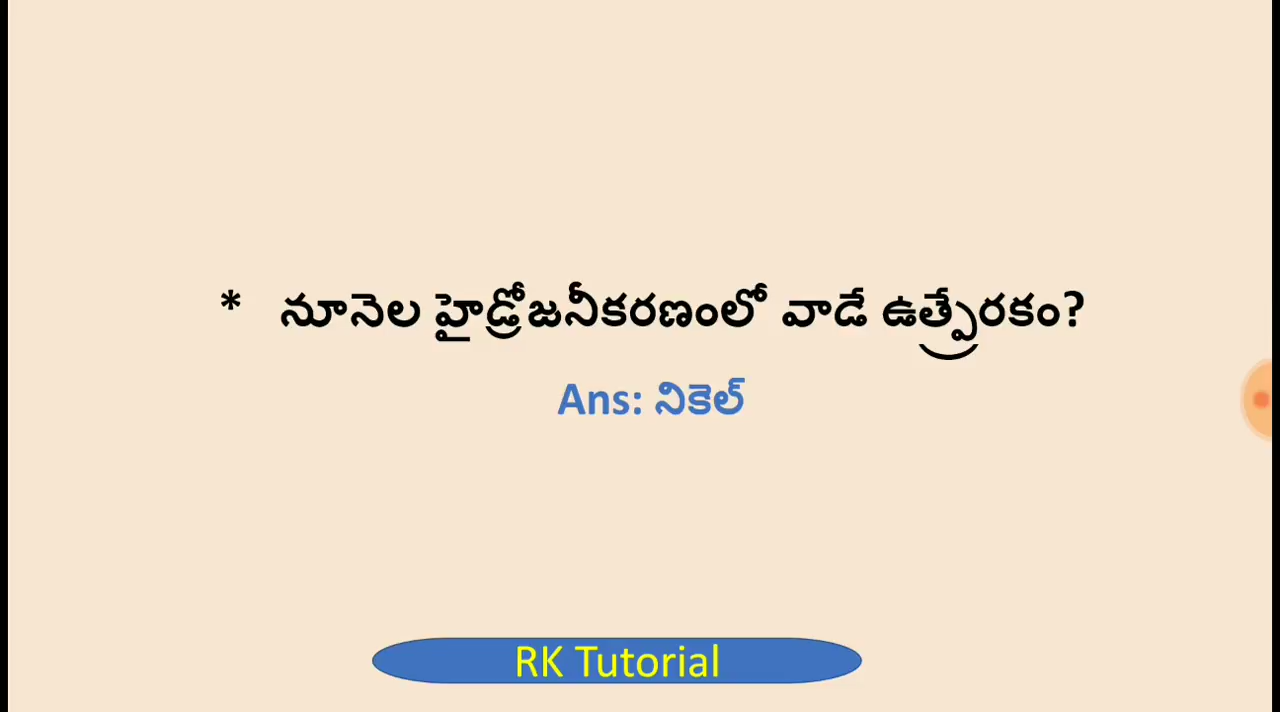 * నూనెల హైడ్రోజనీకరణంలో వాడే ఉత్ప్రేరకం?
Ans: నికెల్
RK Tutorial